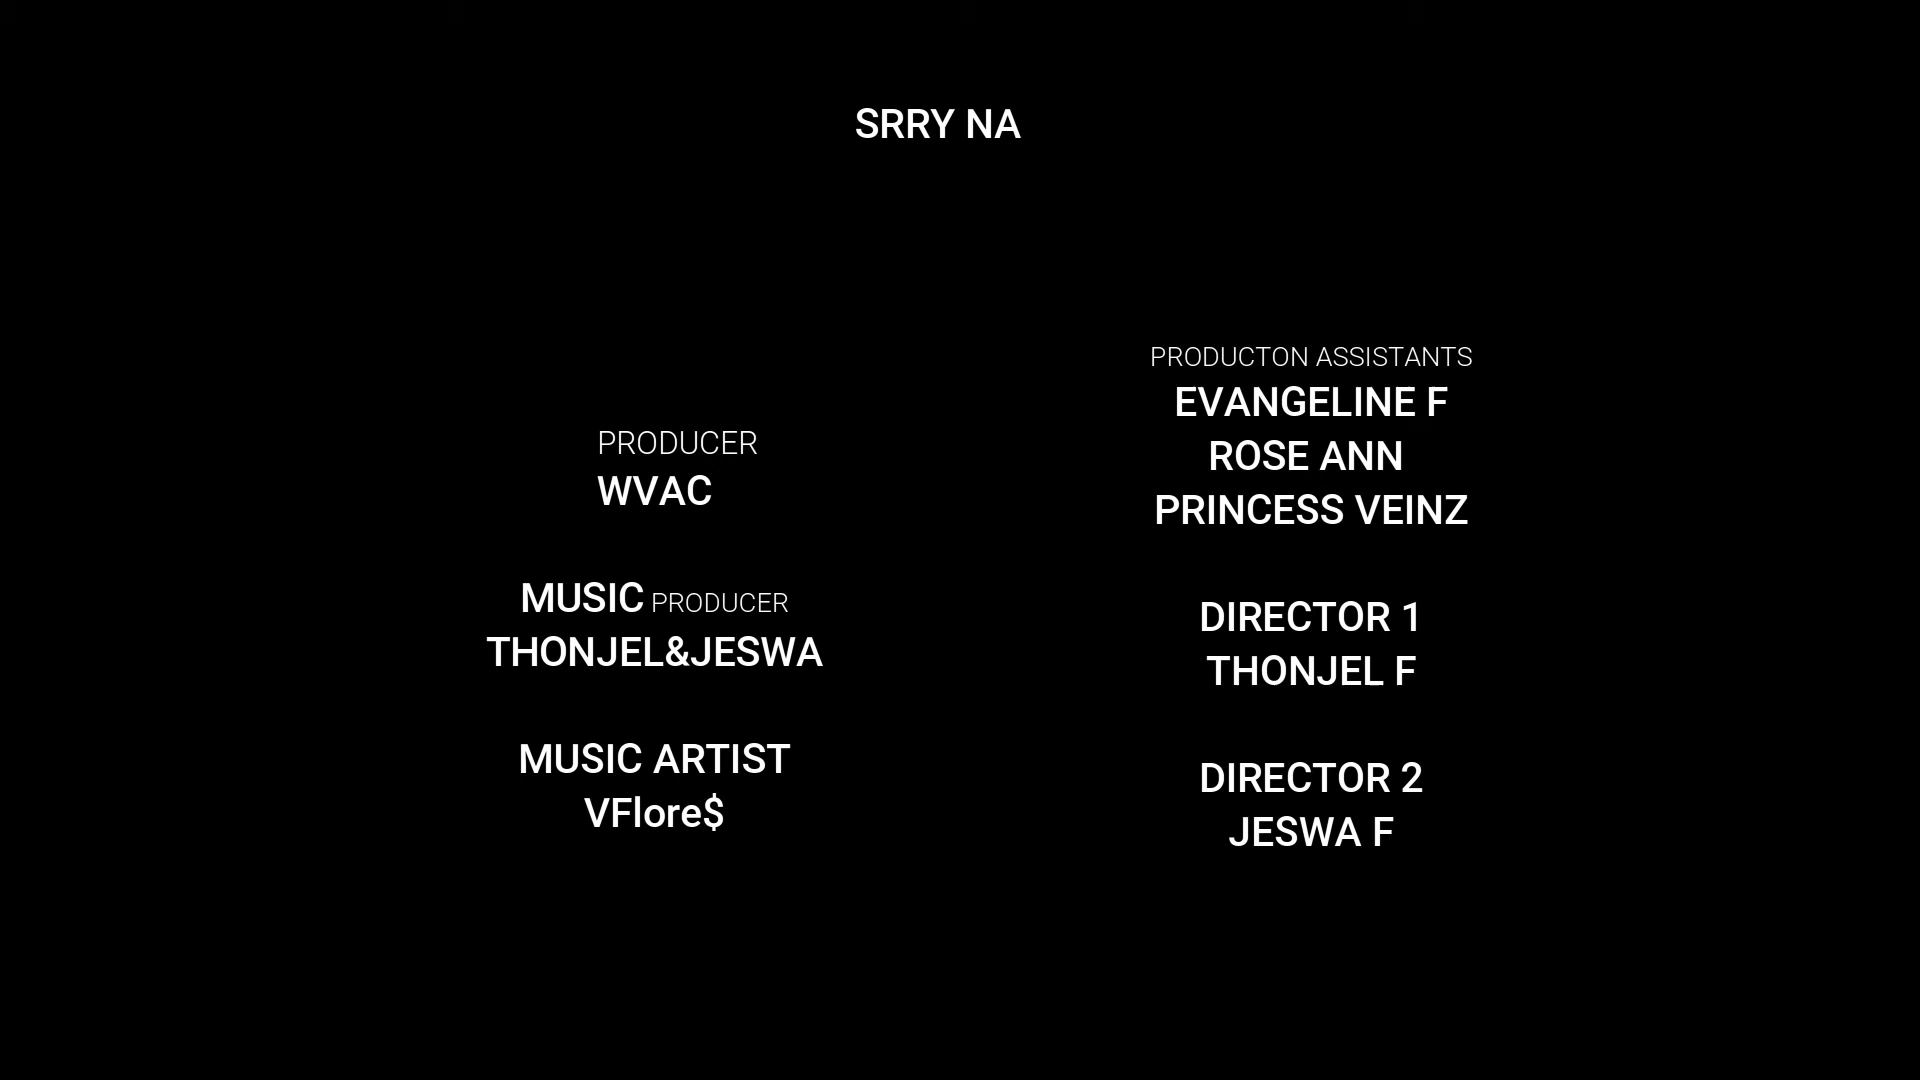 SRRY NA
PRODUCER
WVAC
MUSIC PRODUCER
THONJEL&JESWA
MUSIC ARTIST
VFlore$
PRODUCTON ASSISTANTS
EVANGELINE F
ROSE ANN
PRINCESS VEINZ
DIRECTOR 1
THONJEL F
DIRECTOR 2
JESWA F